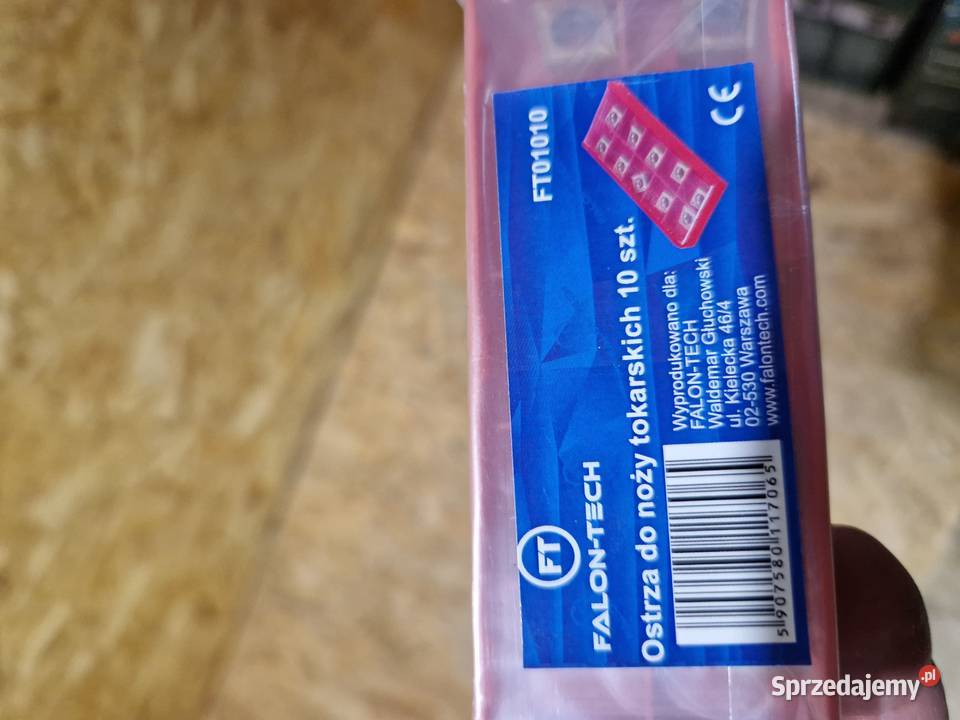 FT
FALON-TECH
FT01010
CE
Ostrza do noży tokarskich 10 szt.
Wyprodukowano dla:
FALON-TECH
Waldemar Głuchowski
ul. Kielecka 46/4
02-530 Warszawa
www.falontech.com
5 907580 117065
Sprzedajemy.pl